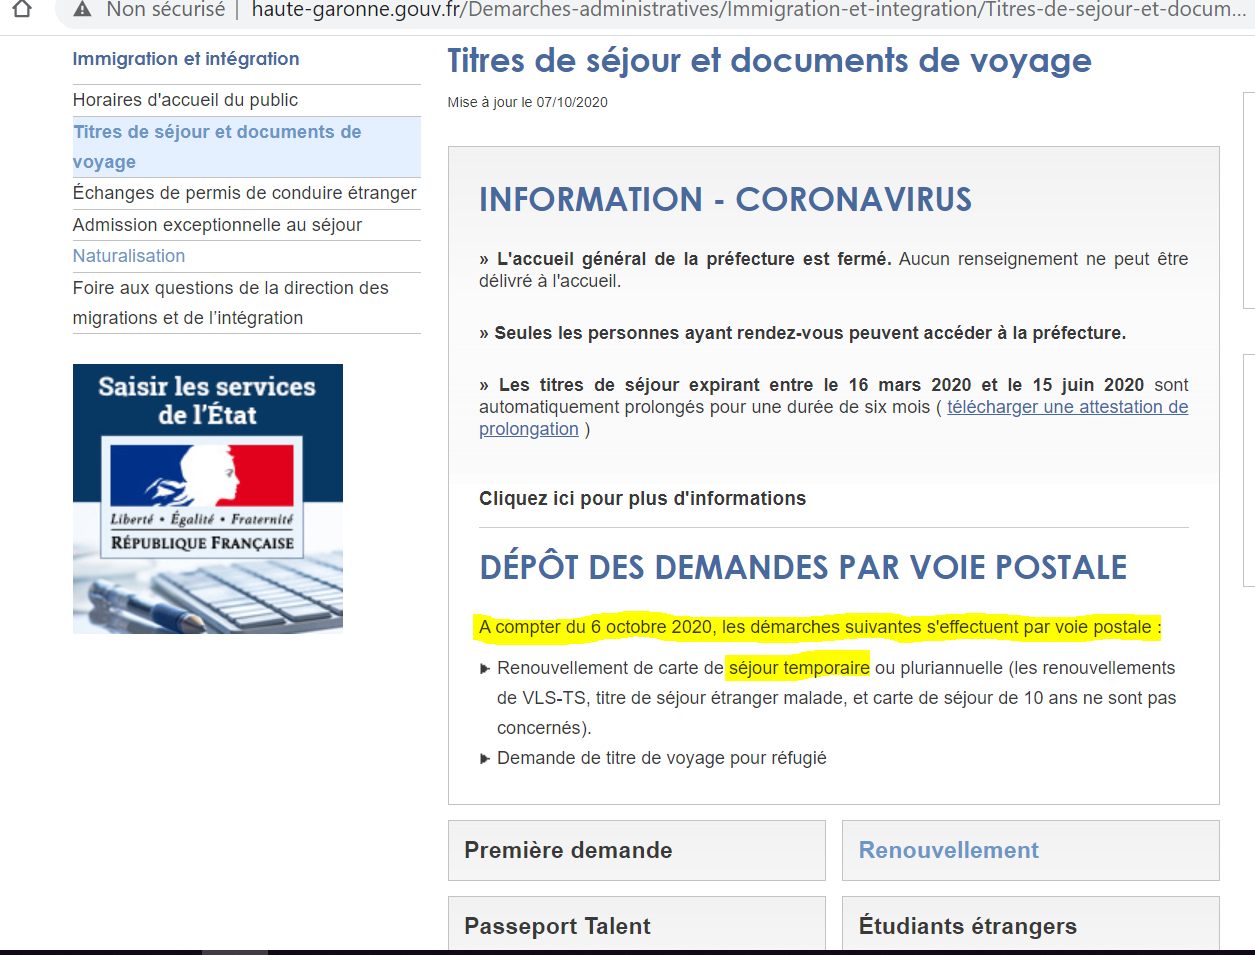 Non sécurisé | haute-garonne.gouv.fr/Demarches-administratives/Immigration-et-integration/Titres-de-sejour-et-docum...
Immigration et intégration
Horaires d'accueil du public
Titres de séjour et documents de
voyage
Échanges de permis de conduire étranger
Admission exceptionnelle au séjour
Naturalisation
Foire aux questions de la direction des
migrations et de l'intégration
Saisir les services
de l'État
Liberté • Égalité • Fraternité
RÉPUBLIQUE FRANÇAISE
Titres de séjour et documents de voyage
Mise à jour le 07/10/2020
INFORMATION - CORONAVIRUS
» L'accueil général de la préfecture est fermé. Aucun renseignement ne peut être
délivré à l'accueil.
» Seules les personnes ayant rendez-vous peuvent accéder à la préfecture.
» Les titres de séjour expirant entre le 16 mars 2020 et le 15 juin 2020 sont
automatiquement prolongés pour une durée de six mois ( télécharger une attestation de
prolongation )
Cliquez ici pour plus d'informations
DÉPÔT DES DEMANDES PAR VOIE POSTALE
A compter du 6 octobre 2020, les démarches suivantes s'effectuent par voie postale :
Renouvellement de carte de séjour temporaire ou pluriannuelle (les renouvellements
de VLS-TS, titre de séjour étranger malade, et carte de séjour de 10 ans ne sont pas
concernés).
Demande de titre de voyage pour réfugié
Première demande
Renouvellement
Passeport Talent
Étudiants étrangers